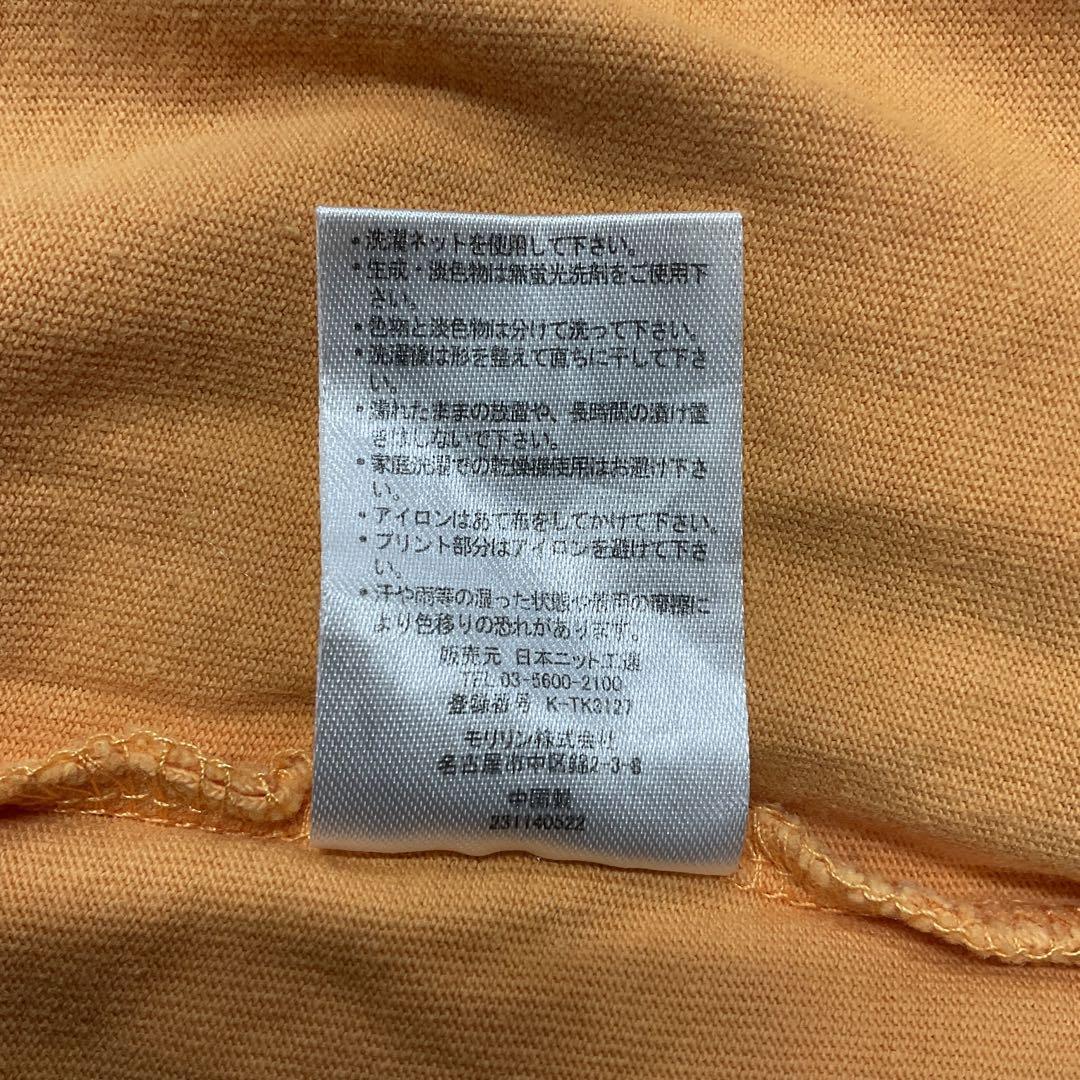 ・洗濯ネットを使用して下さい。
・生成・淡色物は無蛍光洗剤をご使用下
さい。
・色物と淡色物は分けて洗って下さい。
・洗濯後は形を整えて直ちに干して下さ
い。
・濡れたままの放置や、長時間の漬け置
きはしないで下さい。
・家庭洗濯での乾燥機使用はお避け下さ
い。
・アイロンはあて布をしてかけて下さい。
・プリント部分はアイロンを避けて下さ
い。
・汗や雨等の湿った状態や着用の摩擦に
より色移りの恐れがあります。
販売元 日本ニット工連
TEL 03-5600-2100
登録番号 K-TK3127
モリリン株式会社
名古屋市中区錦2-3-8
中国製
231140522